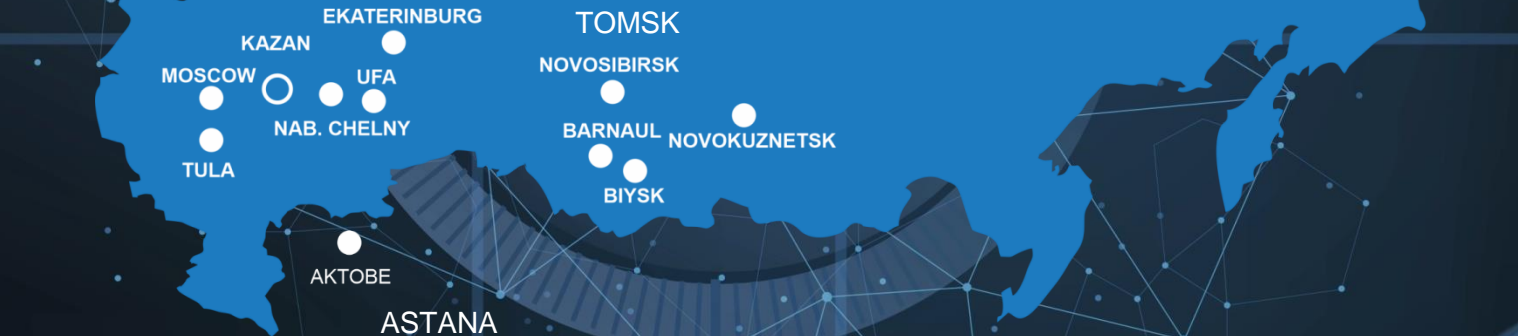 EKATERINBURG
TOMSK
KAZAN
NOVOSIBIRSK
MOSCOW
UFA
NAB. CHELNY
BARNAUL
NOVOKUZNETSK
TULA
BIYSK
AKTOBE
ASTANA